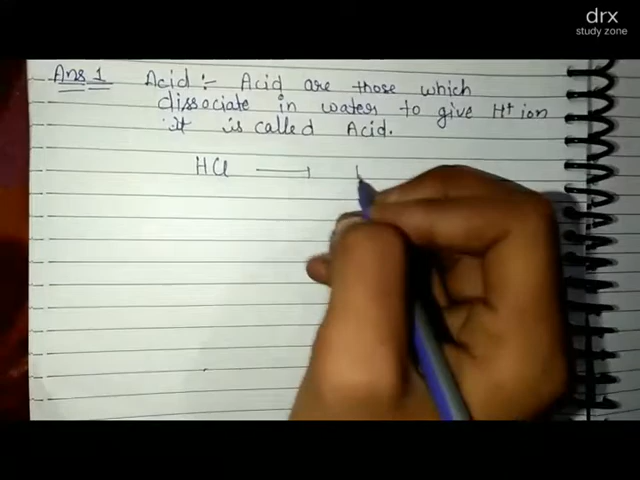 drx
study zone
Ans 1 Acid :- Acid are those which
dissociate in water to give H+ ion
it is called Acid.
HCl